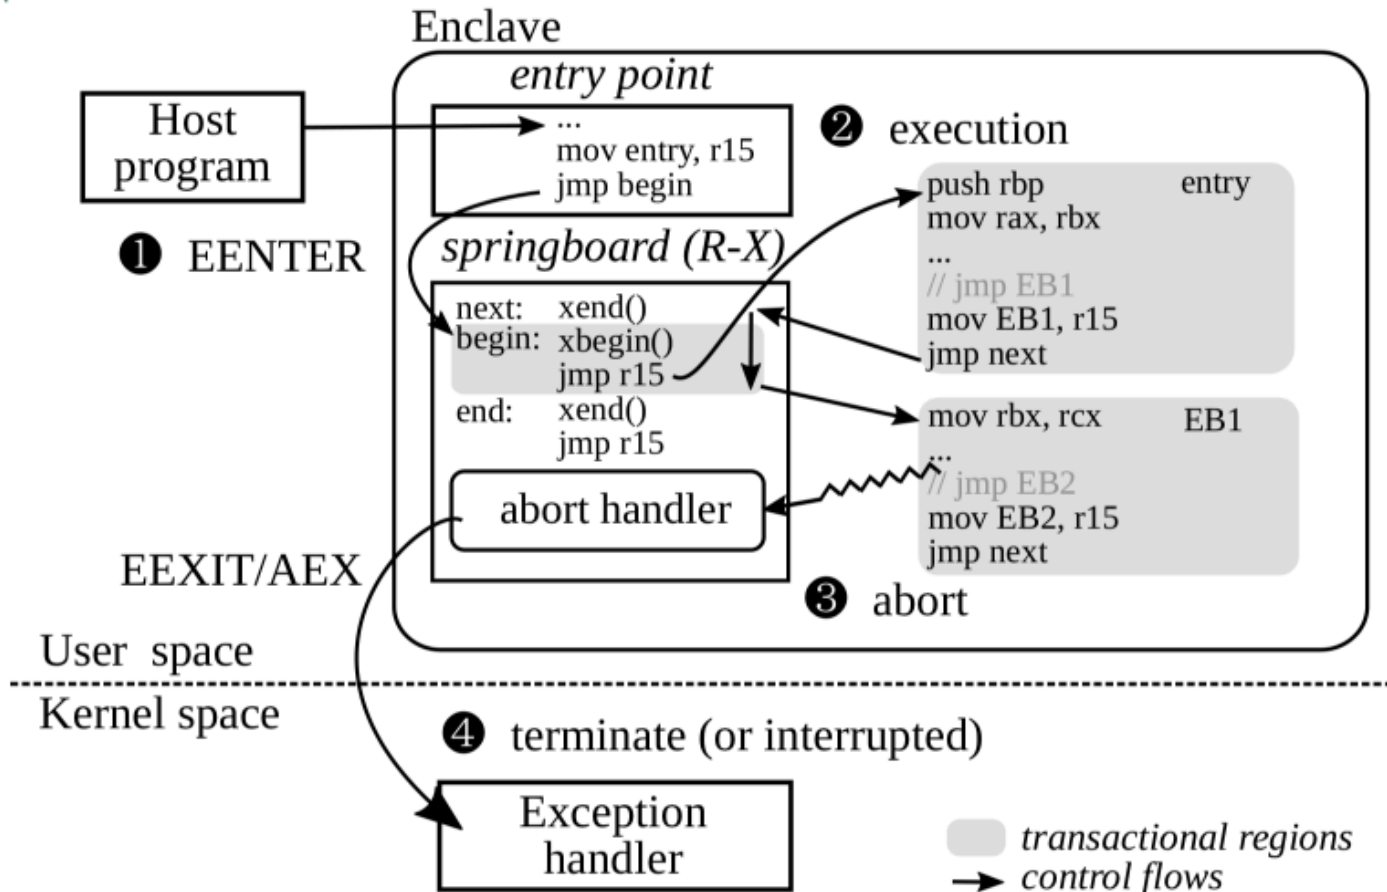 Enclave
entry point
Host
program
...
mov entry, r15
jmp begin
❶ EENTER
springboard (R-X)
next: xend()
begin: xbegin()
jmp r15
end: xend()
jmp r15
abort handler
❷ execution
push rbp entry
mov rax, rbx
...
// jmp EB1
mov EB1, r15
jmp next
mov rbx, rcx EB1
...
// jmp EB2
mov EB2, r15
jmp next
❸ abort
EEXIT/AEX
User space
Kernel space
❹ terminate (or interrupted)
Exception
handler
transactional regions
control flows